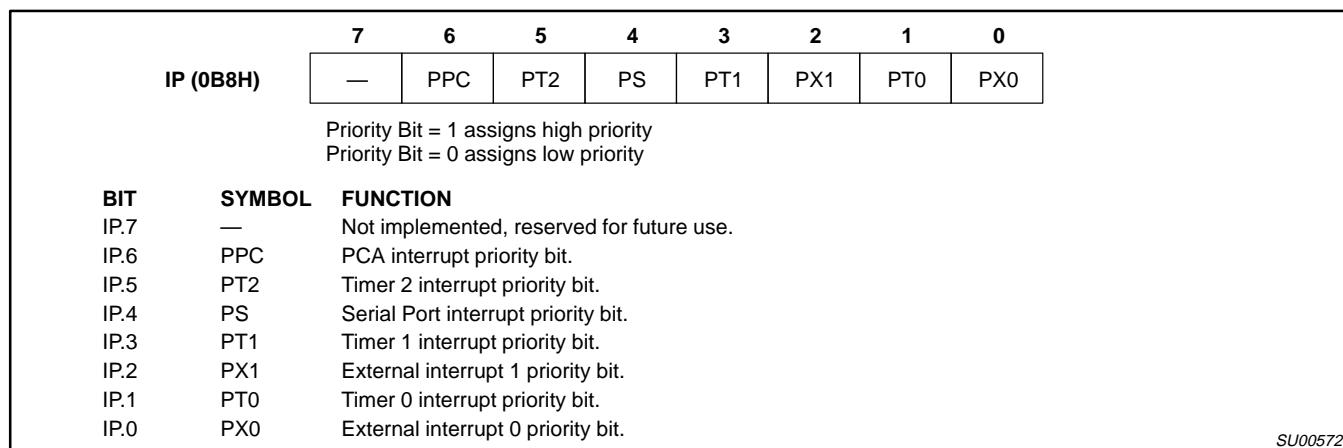 7 6 5 4 3 2 1 0
IP (0B8H) — PPC PT2 PS PT1 PX1 PT0 PX0
Priority Bit = 1 assigns high priority
Priority Bit = 0 assigns low priority
BIT SYMBOL FUNCTION
IP.7 — Not implemented, reserved for future use.
IP.6 PPC PCA interrupt priority bit.
IP.5 PT2 Timer 2 interrupt priority bit.
IP.4 PS Serial Port interrupt priority bit.
IP.3 PT1 Timer 1 interrupt priority bit.
IP.2 PX1 External interrupt 1 priority bit.
IP.1 PT0 Timer 0 interrupt priority bit.
IP.0 PX0 External interrupt 0 priority bit.
SU00572